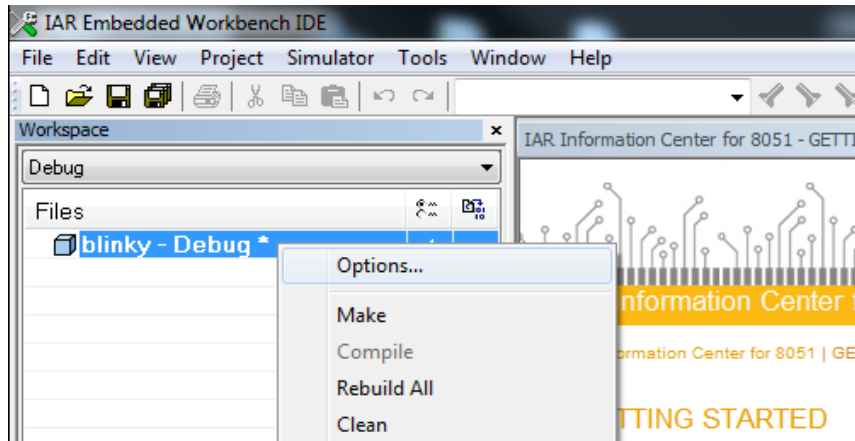 IAR Embedded Workbench IDE
File Edit View Project Simulator Tools Window Help
Workspace
IAR Information Center for 8051 - GETTI
Debug
Files
blinky - Debug *
Options...
Make
Compile
Rebuild All
Clean
nformation Center
ormation Center for 8051 | GE
TTING STARTED